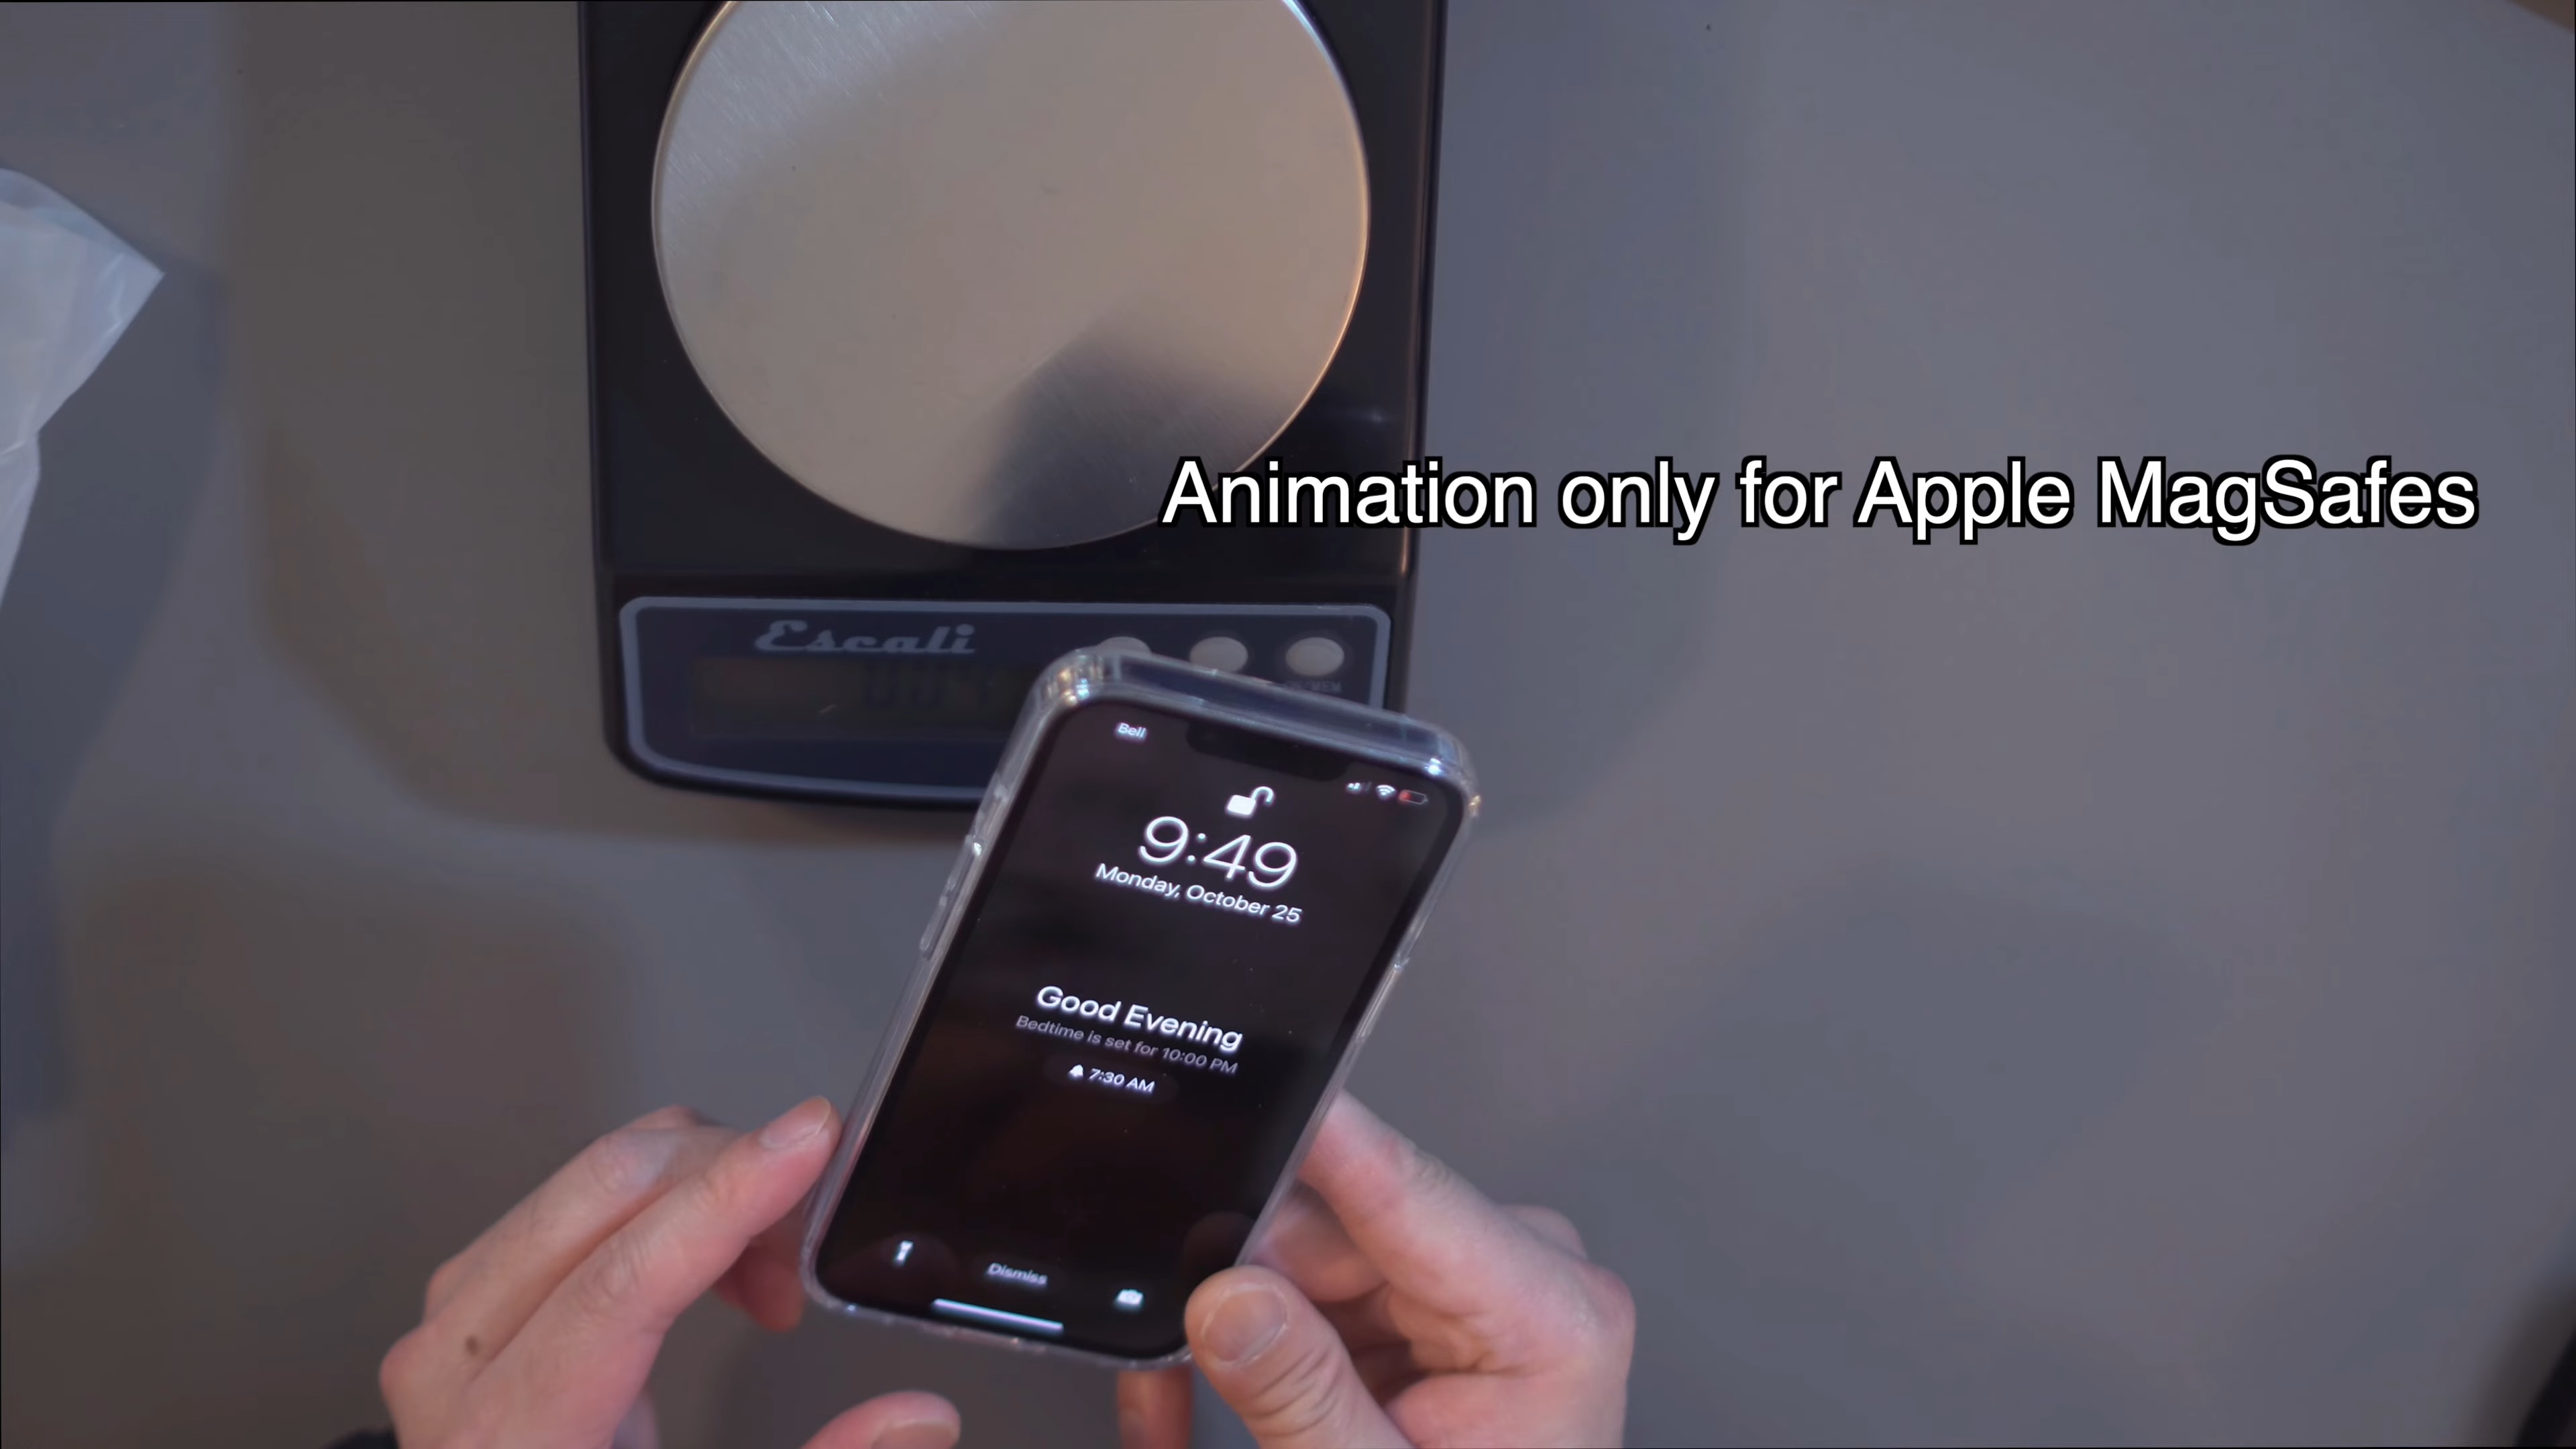 Animation only for Apple MagSafes
Escali
Bell
9:49
Monday, October 25
Good Evening
Bedtime is set for 10:00 PM
7:30 AM
Dismiss